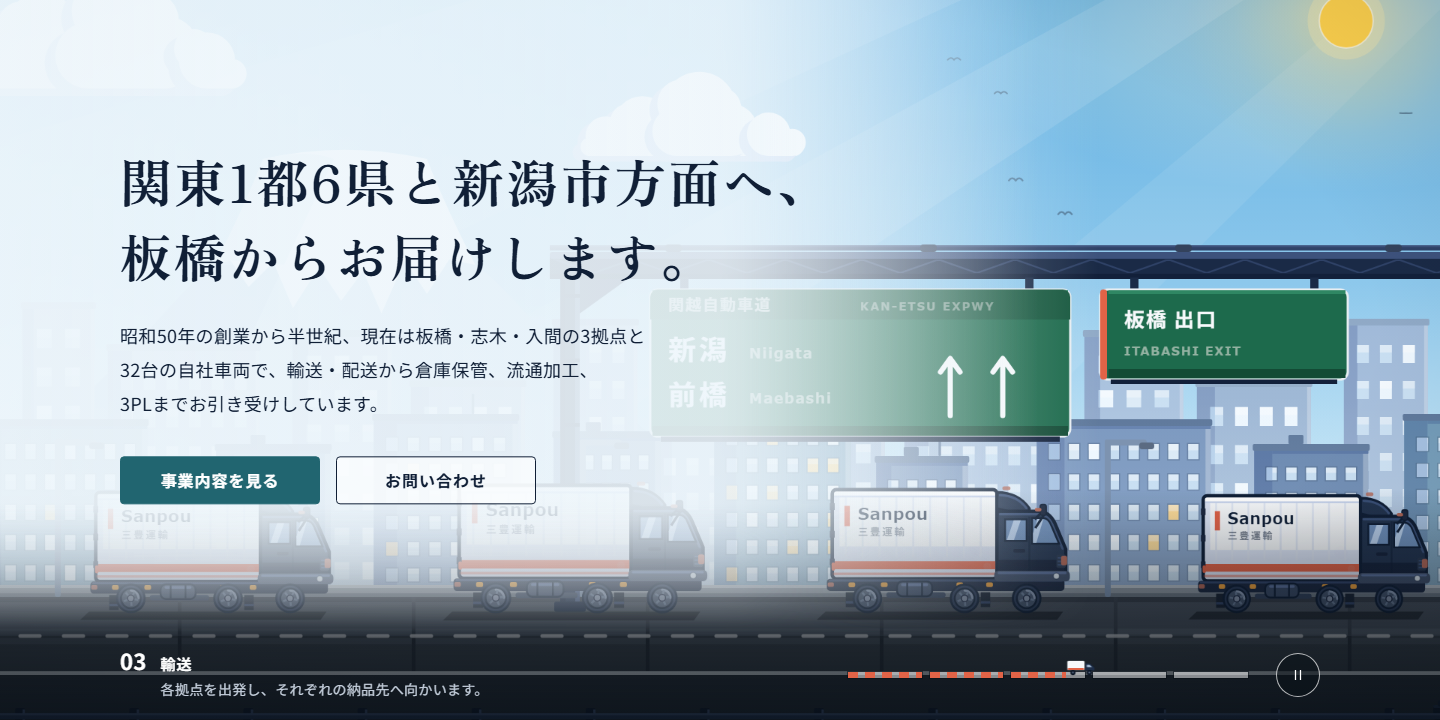 関東1都6県と新潟市方面へ、
板橋からお届けします。
関越自動車道 KAN-ETSU EXPWY
新潟 Niigata
前橋 Maebashi
板橋 出口
ITABASHI EXIT
昭和50年の創業から半世紀、現在は板橋・志木・入間の3拠点と
32台の自社車両で、輸送・配送から倉庫保管、流通加工、
3PLまでお引き受けしています。
事業内容を見る
お問い合わせ
Sanpou
三豊運輸
Sanpou
三豊運輸
Sanpou
三豊運輸
Sanpou
三豊運輸
03 輸送
各拠点を出発し、それぞれの納品先へ向かいます。